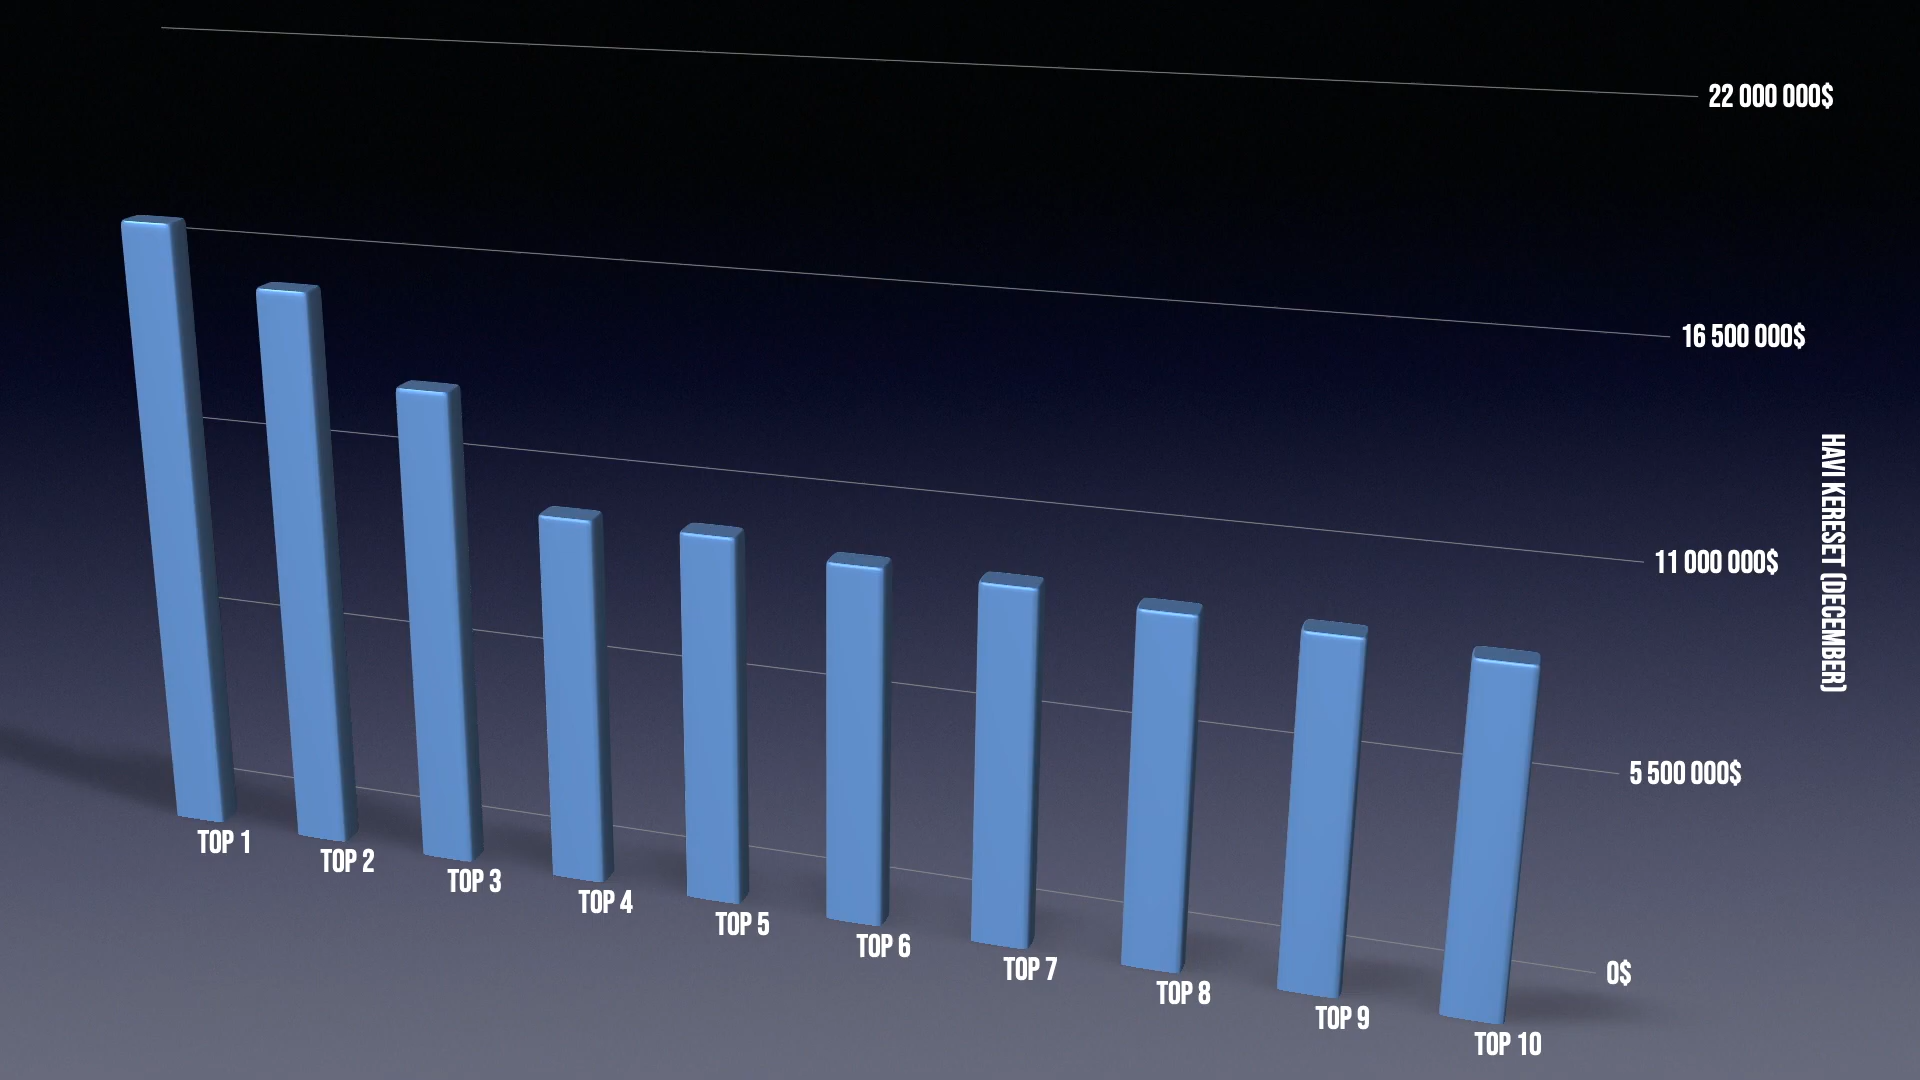 22 000 000$
16 500 000$
11 000 000$
5 500 000$
0$
HAVI KERESET (DECEMBER)
TOP 1
TOP 2
TOP 3
TOP 4
TOP 5
TOP 6
TOP 7
TOP 8
TOP 9
TOP 10